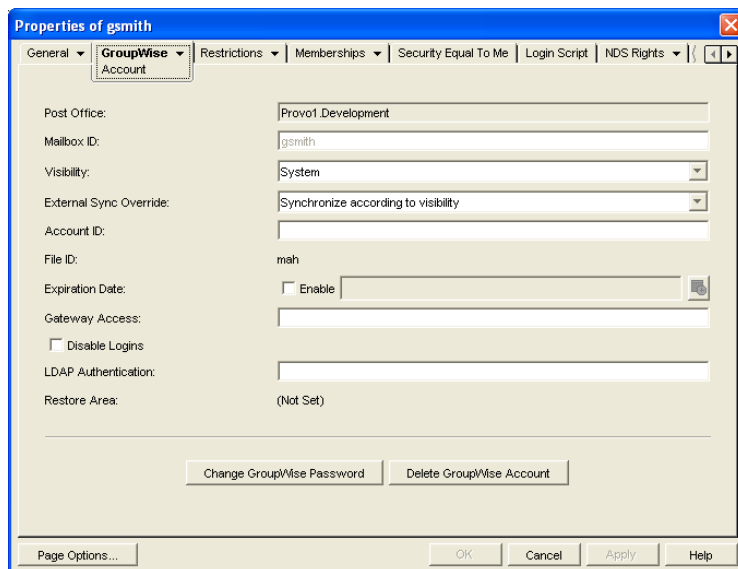 Properties of gsmith
General GroupWise Restrictions Memberships Security Equal To Me Login Script NDS Rights
Account
Post Office: Provo1.Development
Mailbox ID: gsmith
Visibility: System
External Sync Override: Synchronize according to visibility
Account ID:
File ID: mah
Expiration Date: Enable
Gateway Access:
Disable Logins
LDAP Authentication:
Restore Area: (Not Set)
Change GroupWise Password Delete GroupWise Account
Page Options... OK Cancel Apply Help